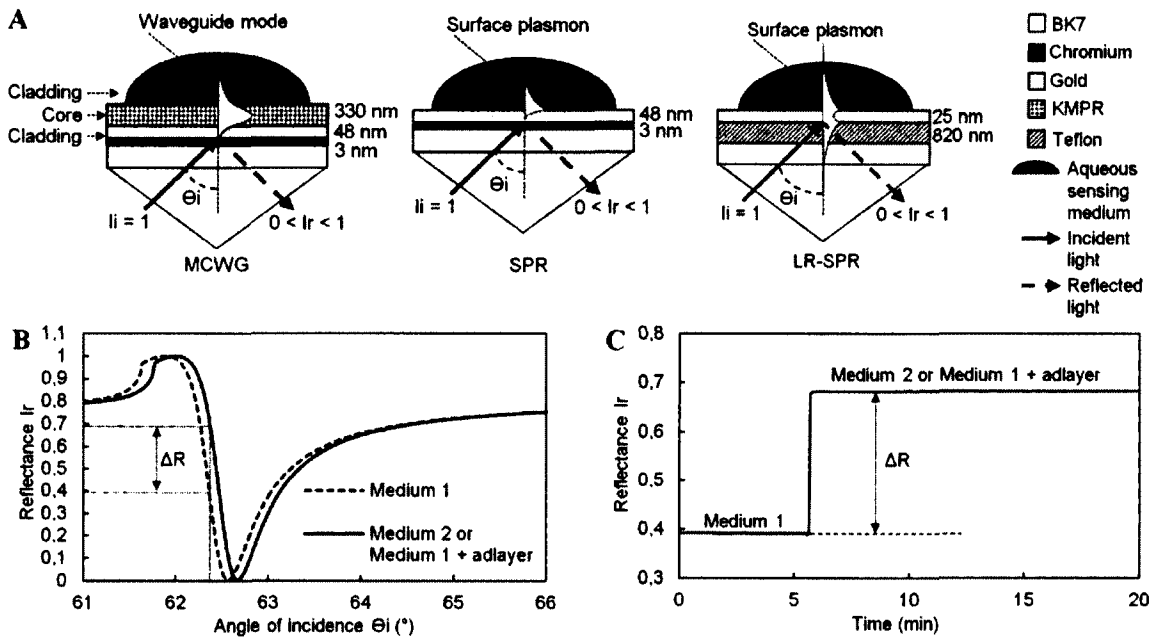 A
Waveguide mode
Cladding
Core
Cladding
330 nm
48 nm
3 nm
Θi
Ii = 1
0 < Ir < 1
MCWG
Surface plasmon
48 nm
3 nm
Θi
Ii = 1
0 < Ir < 1
SPR
Surface plasmon
25 nm
820 nm
Θi
Ii = 1
0 < Ir < 1
LR-SPR
BK7
Chromium
Gold
KMPR
Teflon
Aqueous
sensing
medium
Incident
light
Reflected
light
B
Reflectance Ir
1,1
1
0,9
0,8
0,7
0,6
0,5
0,4
0,3
0,2
0,1
0
ΔR
Medium 1
Medium 2 or
Medium 1 + adlayer
61 62 63 64 65 66
Angle of incidence Θi (°)
C
Reflectance Ir
0,8
0,7
0,6
0,5
0,4
0,3
Medium 2 or Medium 1 + adlayer
ΔR
Medium 1
0 5 10 15 20
Time (min)